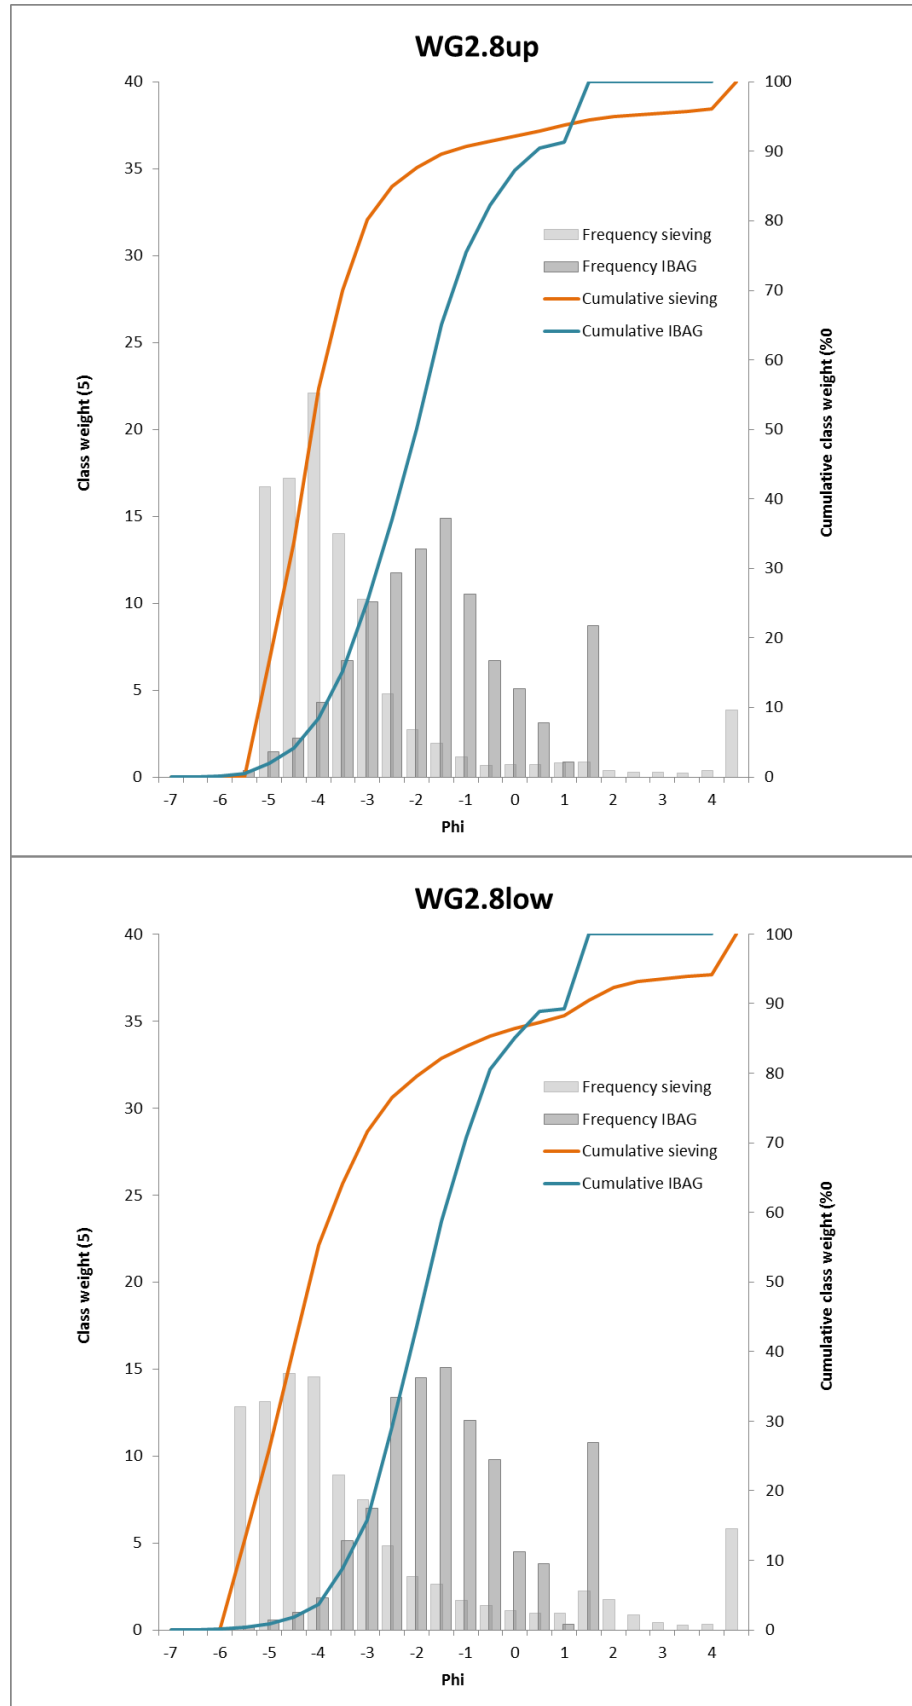 WG2.8up
40
35
30
25
20
15
10
5
0
100
90
80
70
60
50
40
30
20
10
0
Frequency sieving
Frequency IBAG
Cumulative sieving
Cumulative IBAG
Class weight (5)
Cumulative class weight (%0
-7 -6 -5 -4 -3 -2 -1 0 1 2 3 4
Phi
WG2.8low
40
35
30
25
20
15
10
5
0
100
90
80
70
60
50
40
30
20
10
0
Frequency sieving
Frequency IBAG
Cumulative sieving
Cumulative IBAG
Class weight (5)
Cumulative class weight (%0
-7 -6 -5 -4 -3 -2 -1 0 1 2 3 4
Phi